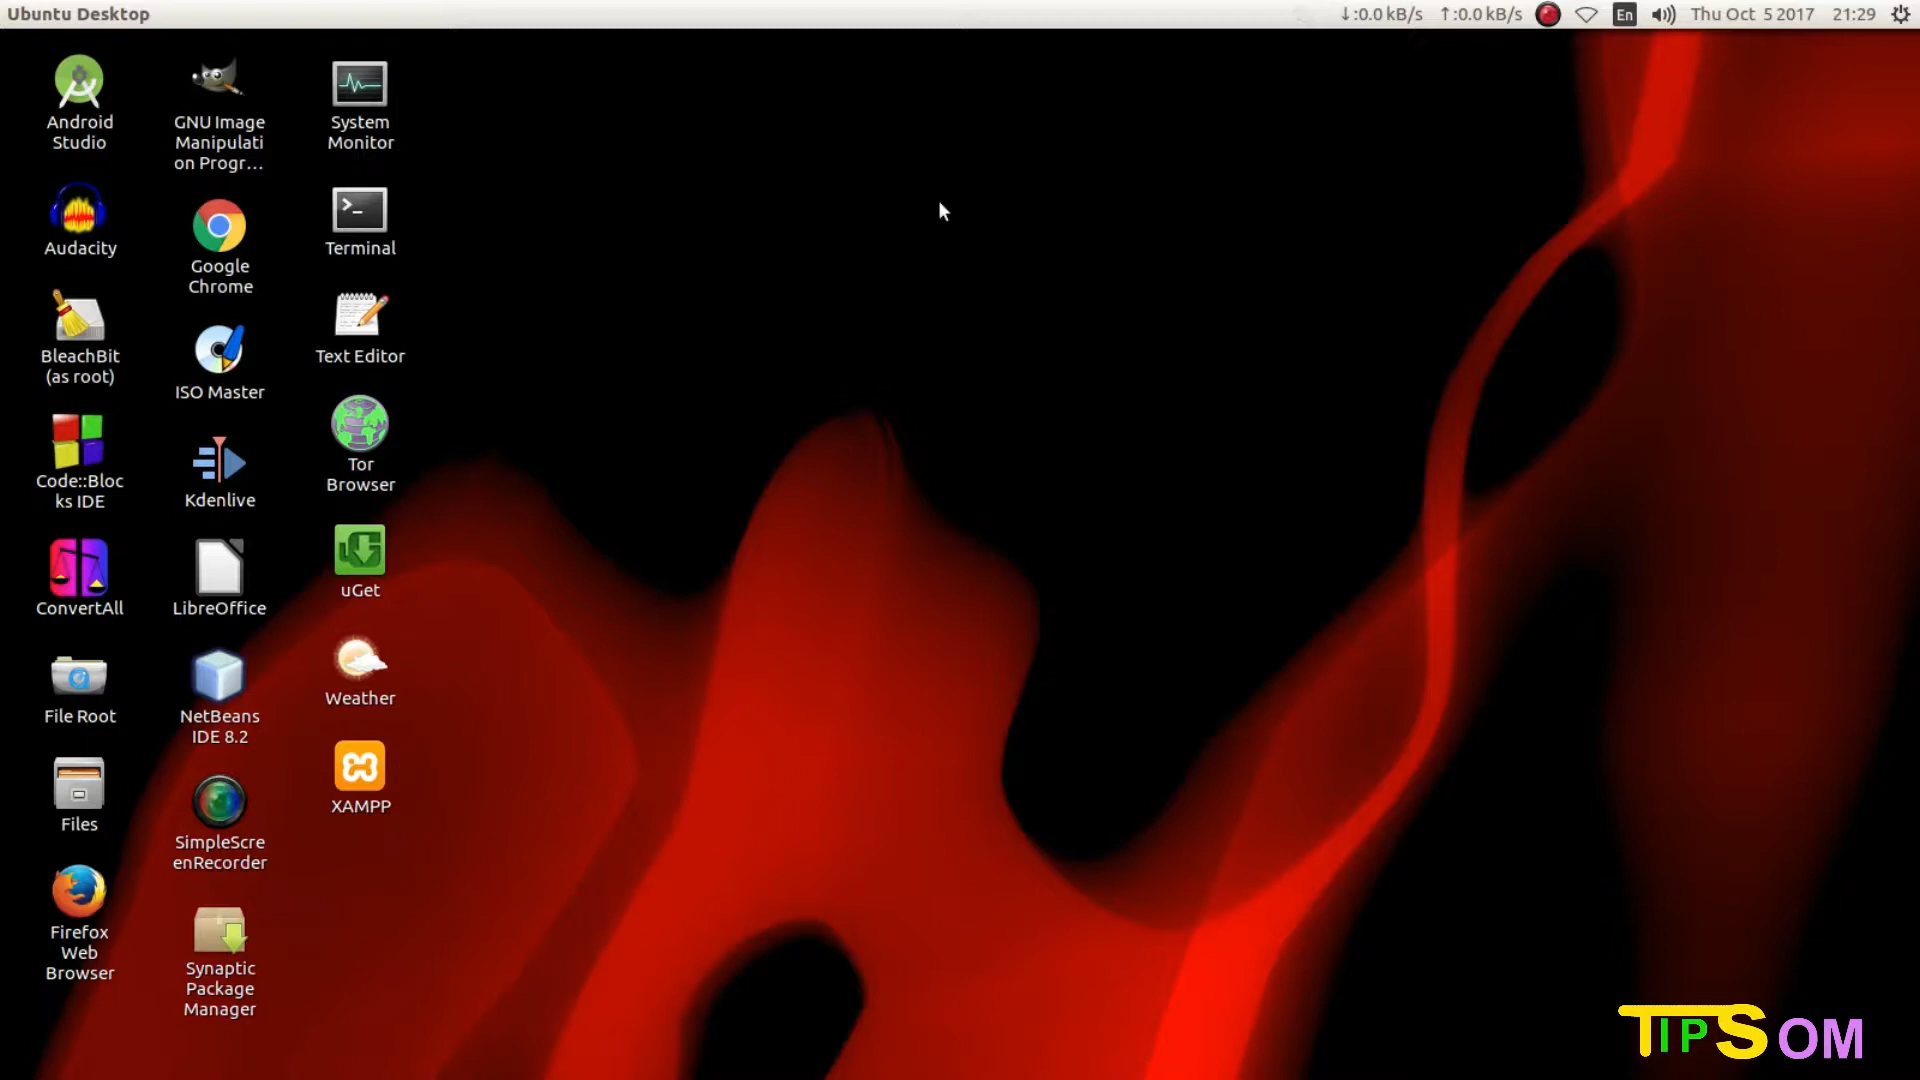 Ubuntu Desktop
↓:0.0 kB/s ↑:0.0 kB/s En Thu Oct 5 2017 21:29
Android
Studio
Audacity
BleachBit
(as root)
Code::Bloc
ks IDE
ConvertAll
File Root
Files
Firefox
Web
Browser
GNU Image
Manipulati
on Progr...
Google
Chrome
ISO Master
Kdenlive
LibreOffice
NetBeans
IDE 8.2
SimpleScre
enRecorder
Synaptic
Package
Manager
System
Monitor
>_
Terminal
Text Editor
Tor
Browser
uGet
Weather
XAMPP
TIPSOM